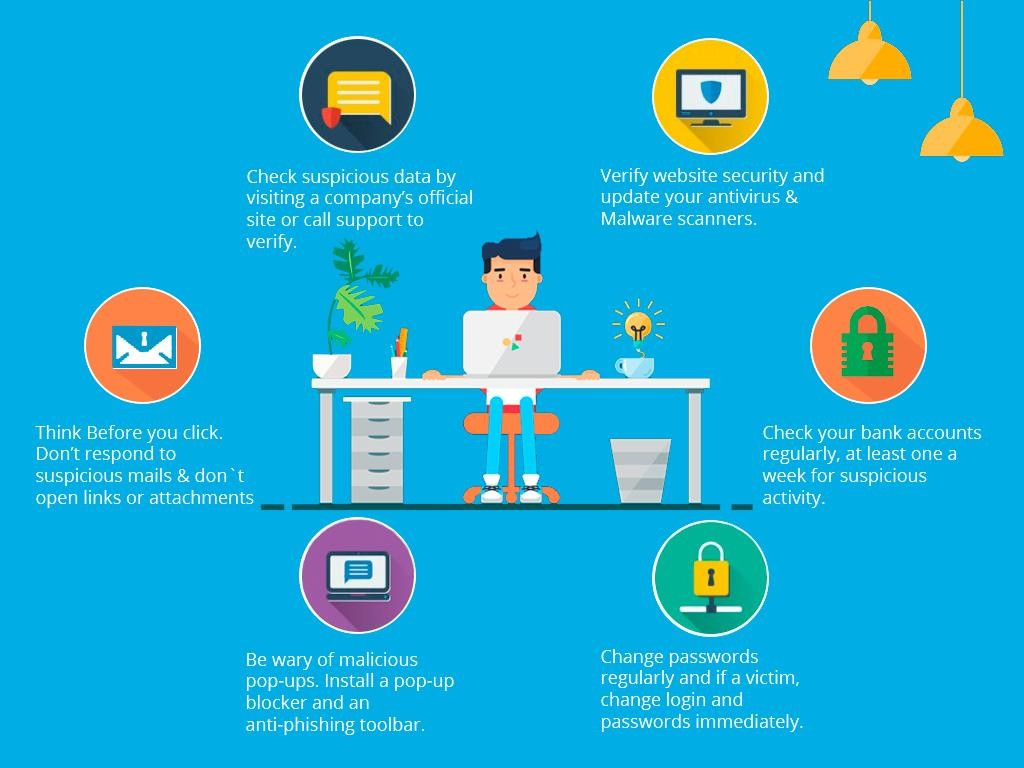 Check suspicious data by
visiting a company’s official
site or call support to
verify.
Verify website security and
update your antivirus &
Malware scanners.
Think Before you click.
Don’t respond to
suspicious mails & don`t
open links or attachments
Check your bank accounts
regularly, at least one a
week for suspicious
activity.
Be wary of malicious
pop-ups. Install a pop-up
blocker and an
anti-phishing toolbar.
Change passwords
regularly and if a victim,
change login and
passwords immediately.